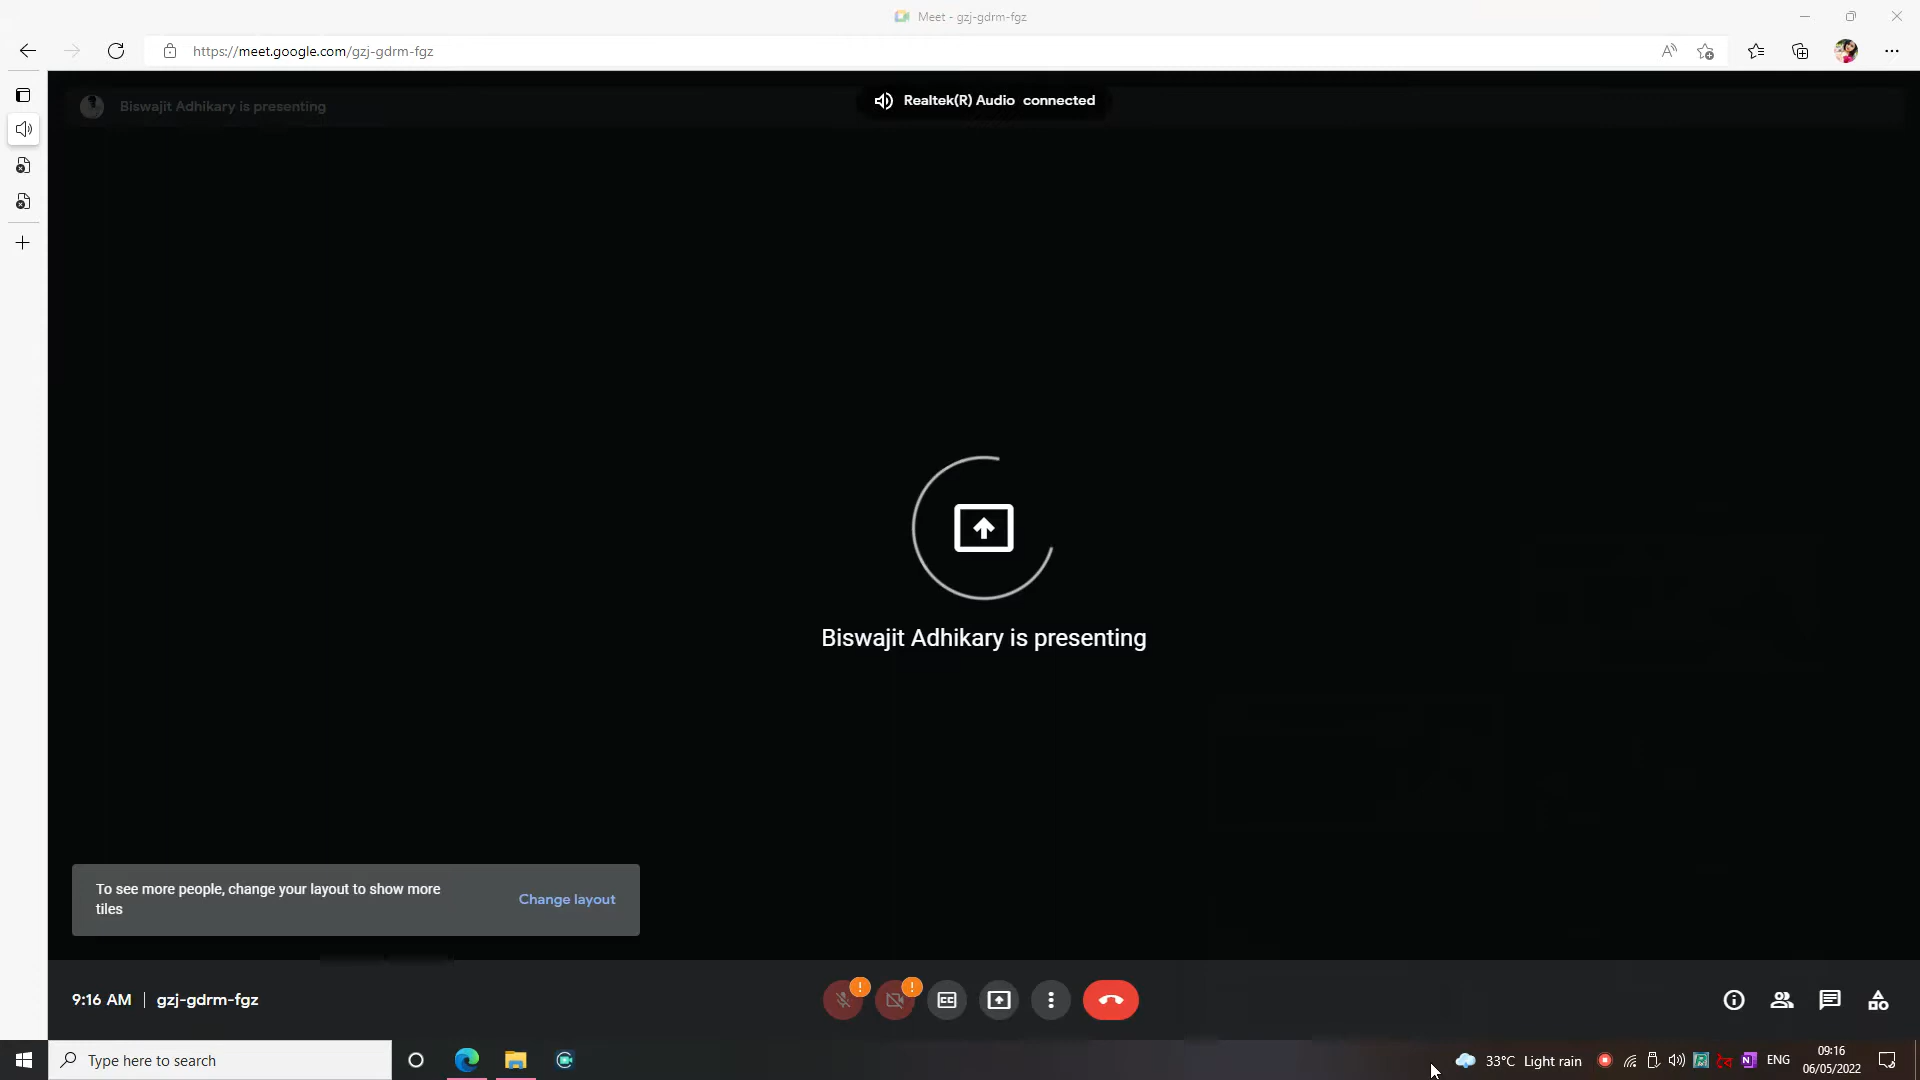 Meet - gzj-gdrm-fgz
https://meet.google.com/gzj-gdrm-fgz
Biswajit Adhikary is presenting
Realtek(R) Audio connected
Biswajit Adhikary is presenting
To see more people, change your layout to show more
tiles
Change layout
9:16 AM | gzj-gdrm-fgz
Type here to search
33°C Light rain
ENG
09:16
06/05/2022